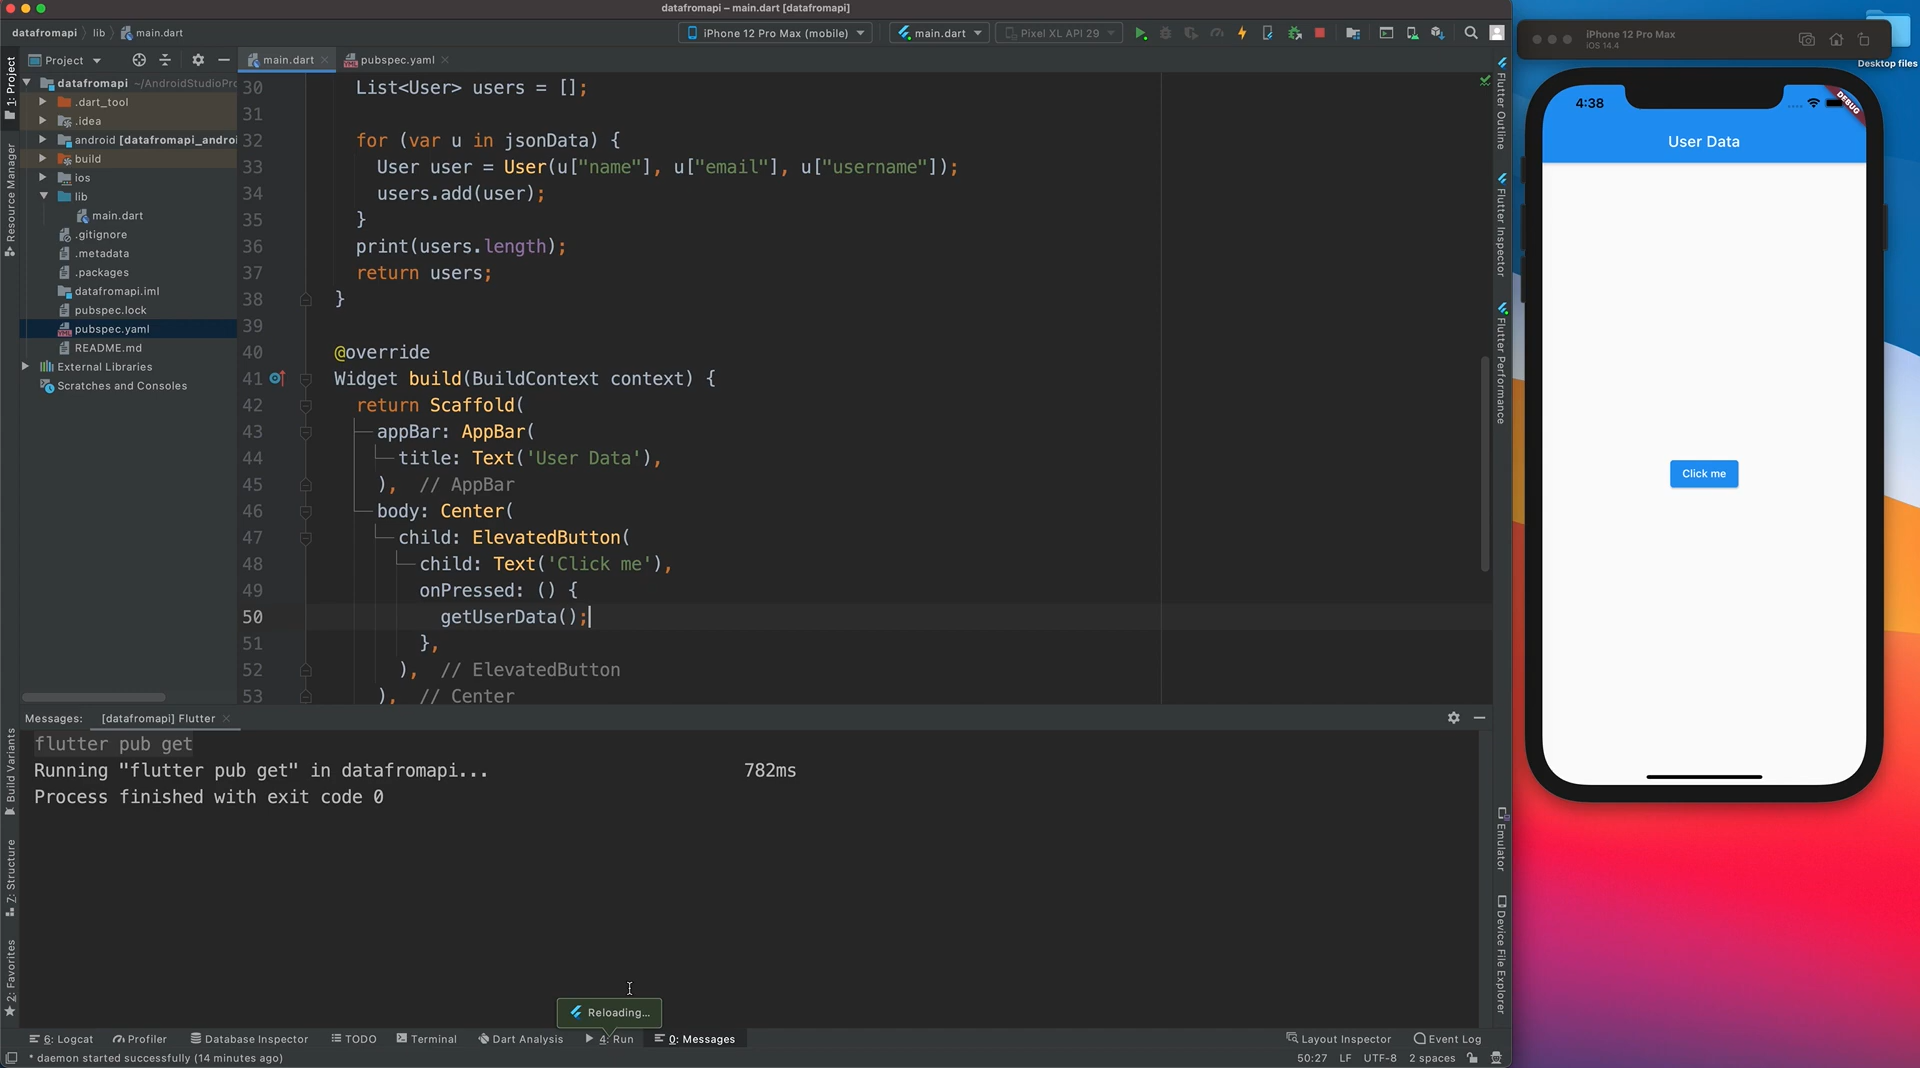 datafromapi – main.dart [datafromapi]
datafromapi
lib
main.dart
iPhone 12 Pro Max (mobile)
main.dart
Pixel XL API 29
Project
main.dart
pubspec.yaml
datafromapi ~/AndroidStudioPro
.dart_tool
.idea
android [datafromapi_androi
build
ios
lib
main.dart
.gitignore
.metadata
.packages
datafromapi.iml
pubspec.lock
pubspec.yaml
README.md
External Libraries
Scratches and Consoles
1: Project
Resource Manager
Build Variants
Z: Structure
2: Favorites
30 List<User> users = [];
31
32 for (var u in jsonData) {
33 User user = User(u["name"], u["email"], u["username"]);
34 users.add(user);
35 }
36 print(users.length);
37 return users;
38 }
39
40 @override
41 Widget build(BuildContext context) {
42 return Scaffold(
43 appBar: AppBar(
44 title: Text('User Data'),
45 ), // AppBar
46 body: Center(
47 child: ElevatedButton(
48 child: Text('Click me'),
49 onPressed: () {
50 getUserData();
51 },
52 ), // ElevatedButton
53 ), // Center
Flutter Outline
Flutter Inspector
Flutter Performance
Emulator
Device File Explorer
Messages:
[datafromapi] Flutter
flutter pub get
Running "flutter pub get" in datafromapi... 782ms
Process finished with exit code 0
Reloading...
6: Logcat
Profiler
Database Inspector
TODO
Terminal
Dart Analysis
4: Run
0: Messages
Layout Inspector
Event Log
* daemon started successfully (14 minutes ago)
50:27
LF
UTF-8
2 spaces
iPhone 12 Pro Max
iOS 14.4
Desktop files
4:38
DEBUG
User Data
Click me